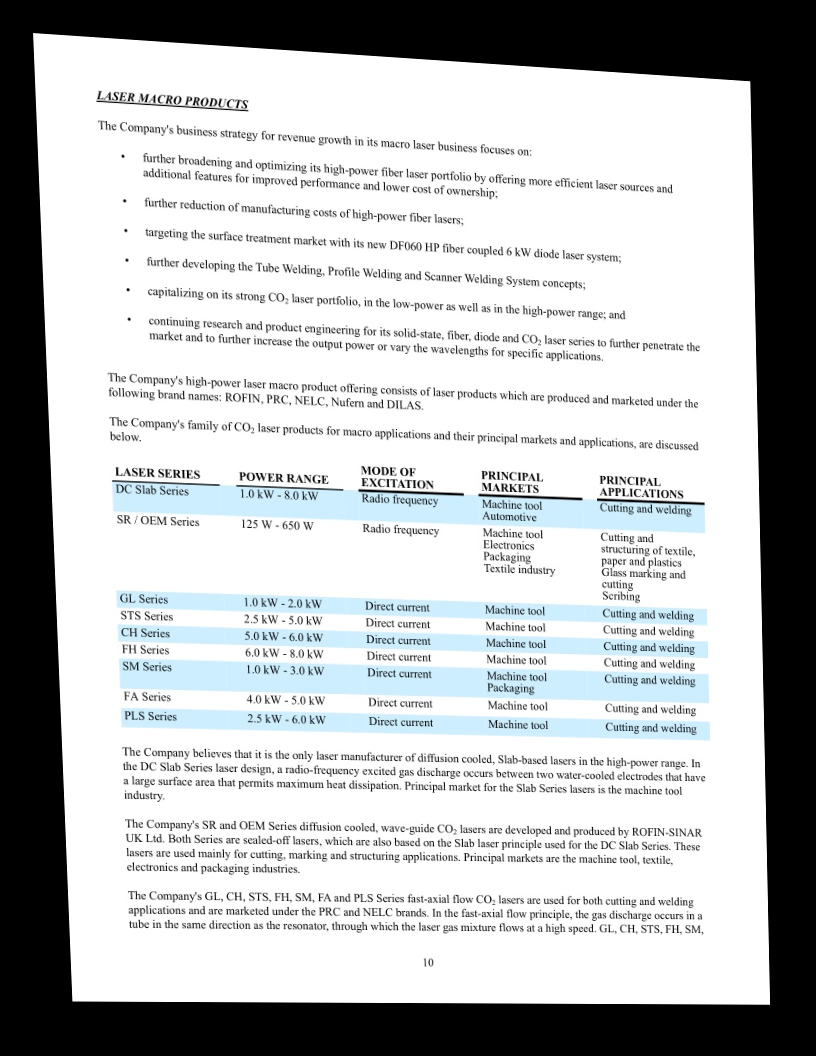 LASER MACRO PRODUCTS
The Company's business strategy for revenue growth in its macro laser business focuses on:
• further broadening and optimizing its high-power fiber laser portfolio by offering more efficient laser sources and
additional features for improved performance and lower cost of ownership;
• further reduction of manufacturing costs of high-power fiber lasers;
• targeting the surface treatment market with its new DF060 HP fiber coupled 6 kW diode laser system;
• further developing the Tube Welding, Profile Welding and Scanner Welding System concepts;
• capitalizing on its strong CO₂ laser portfolio, in the low-power as well as in the high-power range; and
• continuing research and product engineering for its solid-state, fiber, diode and CO₂ laser series to further penetrate the
market and to further increase the output power or vary the wavelengths for specific applications.
The Company's high-power laser macro product offering consists of laser products which are produced and marketed under the
following brand names: ROFIN, PRC, NELC, Nufern and DILAS.
The Company's family of CO₂ laser products for macro applications and their principal markets and applications, are discussed
below.
LASER SERIES POWER RANGE MODE OF EXCITATION PRINCIPAL MARKETS PRINCIPAL APPLICATIONS
DC Slab Series 1.0 kW - 8.0 kW Radio frequency Machine tool Cutting and welding
Automotive
SR / OEM Series 125 W - 650 W Radio frequency Machine tool Cutting and
Electronics structuring of textile,
Packaging paper and plastics
Textile industry Glass marking and
cutting
Scribing
GL Series 1.0 kW - 2.0 kW Direct current Machine tool Cutting and welding
STS Series 2.5 kW - 5.0 kW Direct current Machine tool Cutting and welding
CH Series 5.0 kW - 6.0 kW Direct current Machine tool Cutting and welding
FH Series 6.0 kW - 8.0 kW Direct current Machine tool Cutting and welding
SM Series 1.0 kW - 3.0 kW Direct current Machine tool Cutting and welding
Packaging
FA Series 4.0 kW - 5.0 kW Direct current Machine tool Cutting and welding
PLS Series 2.5 kW - 6.0 kW Direct current Machine tool Cutting and welding
The Company believes that it is the only laser manufacturer of diffusion cooled, Slab-based lasers in the high-power range. In
the DC Slab Series laser design, a radio-frequency excited gas discharge occurs between two water-cooled electrodes that have
a large surface area that permits maximum heat dissipation. Principal market for the Slab Series lasers is the machine tool
industry.
The Company's SR and OEM Series diffusion cooled, wave-guide CO₂ lasers are developed and produced by ROFIN-SINAR
UK Ltd. Both Series are sealed-off lasers, which are also based on the Slab laser principle used for the DC Slab Series. These
lasers are used mainly for cutting, marking and structuring applications. Principal markets are the machine tool, textile,
electronics and packaging industries.
The Company's GL, CH, STS, FH, SM, FA and PLS Series fast-axial flow CO₂ lasers are used for both cutting and welding
applications and are marketed under the PRC and NELC brands. In the fast-axial flow principle, the gas discharge occurs in a
tube in the same direction as the resonator, through which the laser gas mixture flows at a high speed. GL, CH, STS, FH, SM,
10